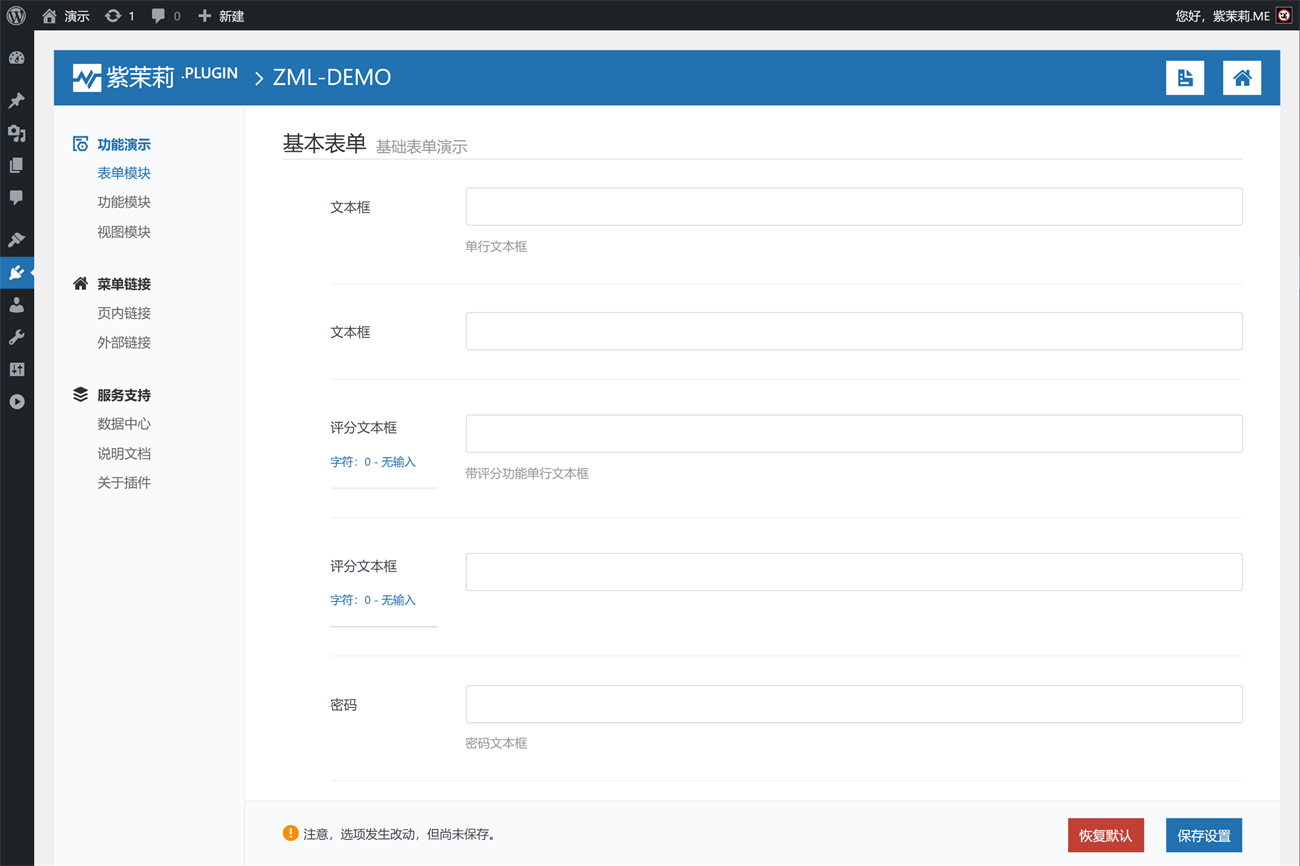 演示 1 0 新建 您好，紫茉莉.ME
紫茉莉 .PLUGIN ZML-DEMO
功能演示
表单模块
功能模块
视图模块
菜单链接
页内链接
外部链接
服务支持
数据中心
说明文档
关于插件
基本表单 基础表单演示
文本框
单行文本框
文本框
评分文本框
字符：0 - 无输入
带评分功能单行文本框
评分文本框
字符：0 - 无输入
密码
密码文本框
注意，选项发生改动，但尚未保存。
恢复默认 保存设置